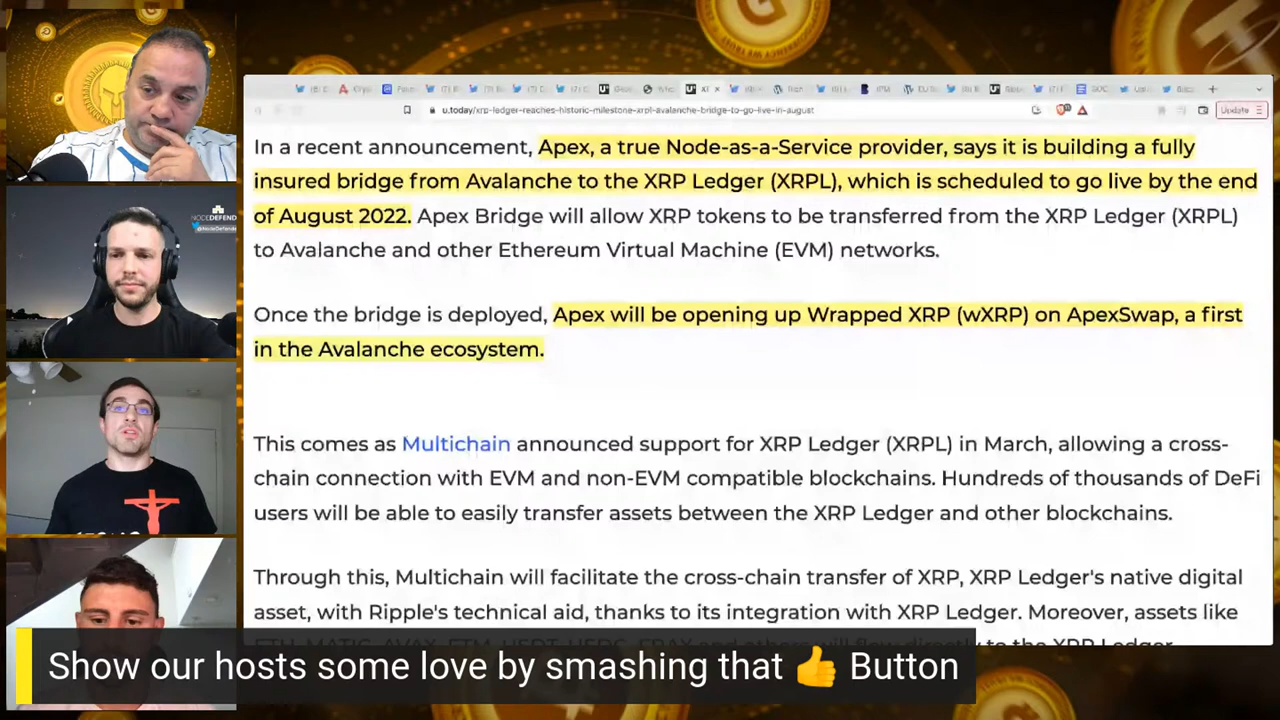 NODEDEFEND
@NodeDefende
u.today/xrp-ledger-reaches-historic-milestone-xrpl-avalanche-bridge-to-go-live-in-august
Update
In a recent announcement, Apex, a true Node-as-a-Service provider, says it is building a fully
insured bridge from Avalanche to the XRP Ledger (XRPL), which is scheduled to go live by the end
of August 2022. Apex Bridge will allow XRP tokens to be transferred from the XRP Ledger (XRPL)
to Avalanche and other Ethereum Virtual Machine (EVM) networks.
Once the bridge is deployed, Apex will be opening up Wrapped XRP (wXRP) on ApexSwap, a first
in the Avalanche ecosystem.
This comes as Multichain announced support for XRP Ledger (XRPL) in March, allowing a cross-
chain connection with EVM and non-EVM compatible blockchains. Hundreds of thousands of DeFi
users will be able to easily transfer assets between the XRP Ledger and other blockchains.
Through this, Multichain will facilitate the cross-chain transfer of XRP, XRP Ledger's native digital
asset, with Ripple's technical aid, thanks to its integration with XRP Ledger. Moreover, assets like
to the XRP Ledger
Show our hosts some love by smashing that 👍 Button